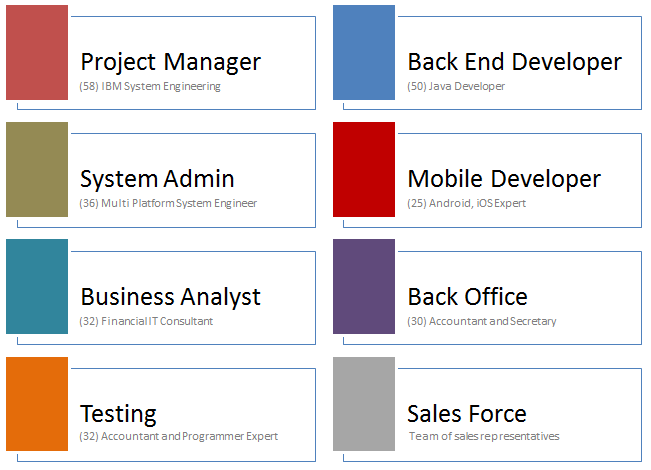 Project Manager
(58) IBM System Engineering
Back End Developer
(50) Java Developer
System Admin
(36) Multi Platform System Engineer
Mobile Developer
(25) Android, iOS Expert
Business Analyst
(32) Financial IT Consultant
Back Office
(30) Accountant and Secretary
Testing
(32) Accountant and Programmer Expert
Sales Force
Team of sales representatives